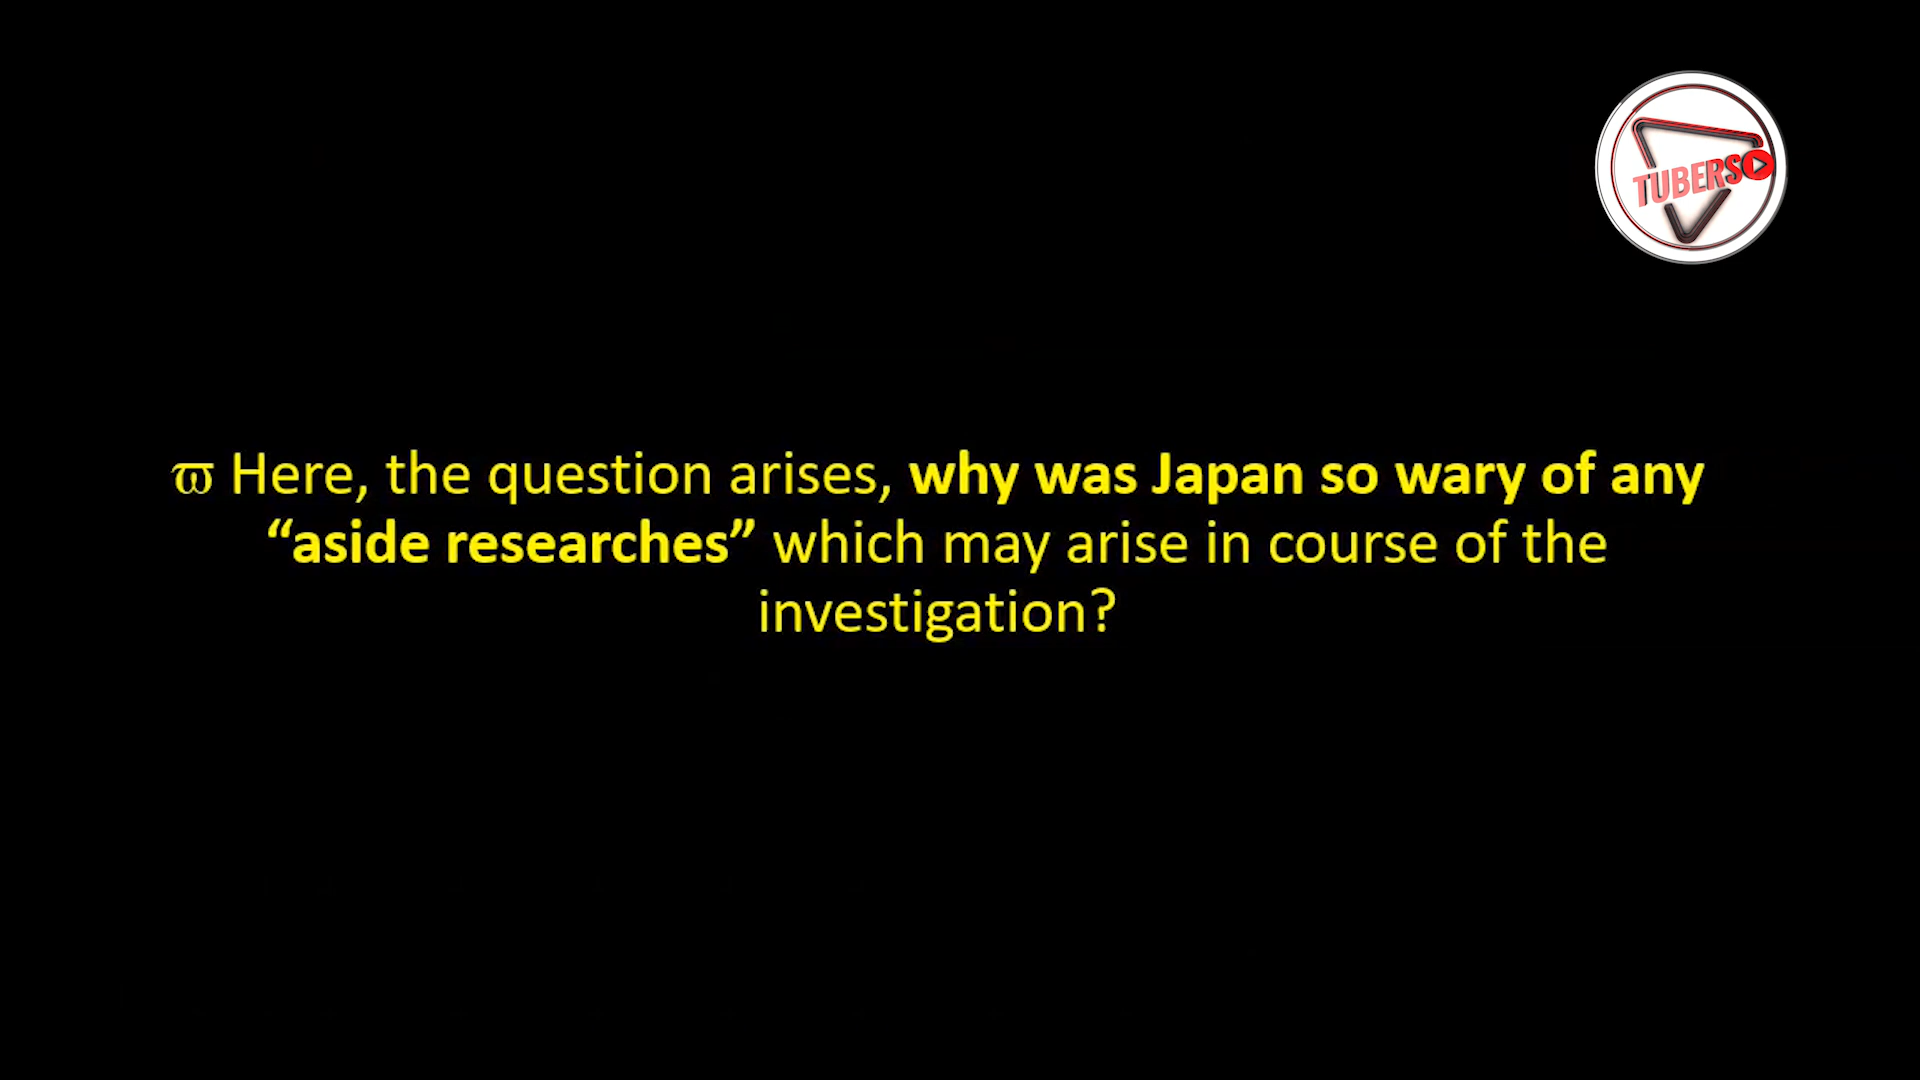 TUBERS
ϖ Here, the question arises, why was Japan so wary of any
“aside researches” which may arise in course of the
investigation?